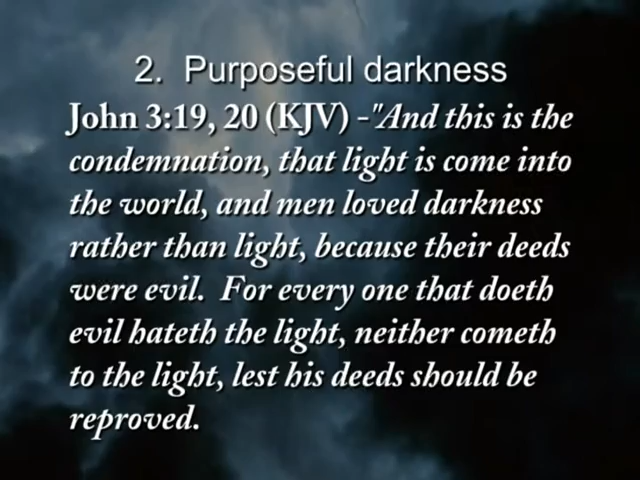 2.  Purposeful darkness
John 3:19, 20 (KJV) -"And this is the
condemnation, that light is come into
the world, and men loved darkness
rather than light, because their deeds
were evil.  For every one that doeth
evil hateth the light, neither cometh
to the light, lest his deeds should be
reproved.